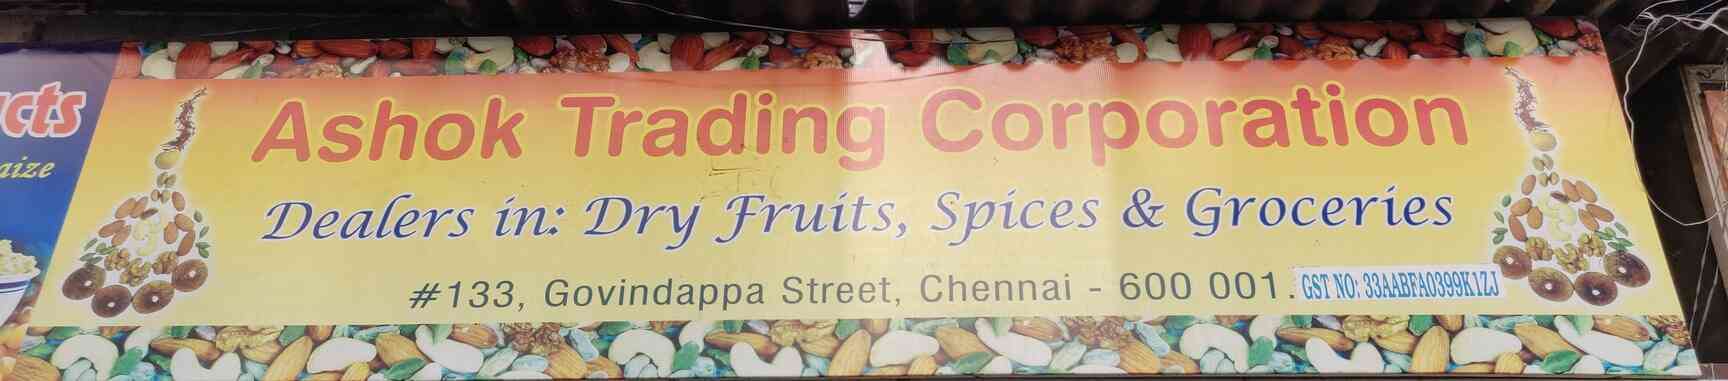 Ashok Trading Corporation
Dealers in: Dry Fruits, Spices & Groceries
#133, Govindappa Street, Chennai - 600 001.
GST NO: 33AABFA0399K1ZJ